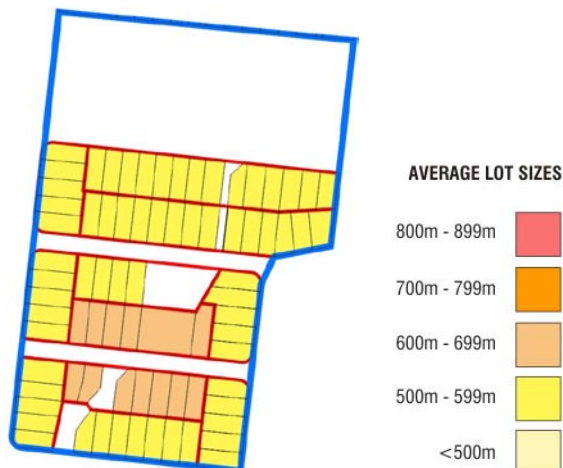 AVERAGE LOT SIZES
800m - 899m
700m - 799m
600m - 699m
500m - 599m
<500m